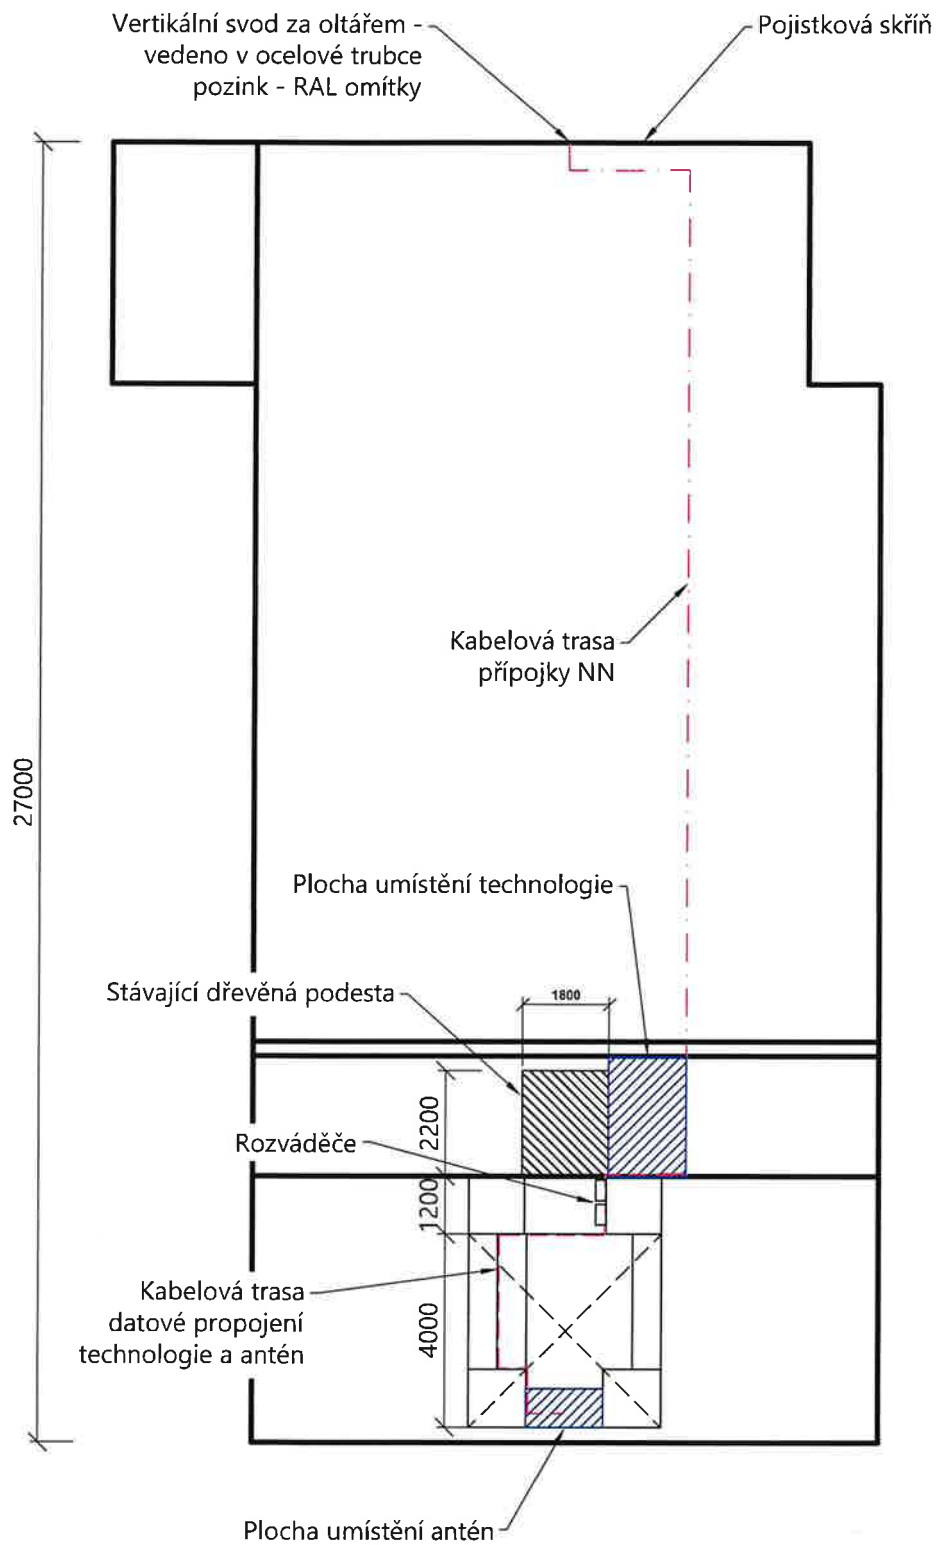 Vertikální svod za oltářem -
vedeno v ocelové trubce
pozink - RAL omítky
Pojistková skříň
27000
Kabelová trasa
přípojky NN
Plocha umístění technologie
Stávající dřevěná podesta
1800
2200
Rozváděče
1200
Kabelová trasa
datové propojení
technologie a antén
4000
Plocha umístění antén